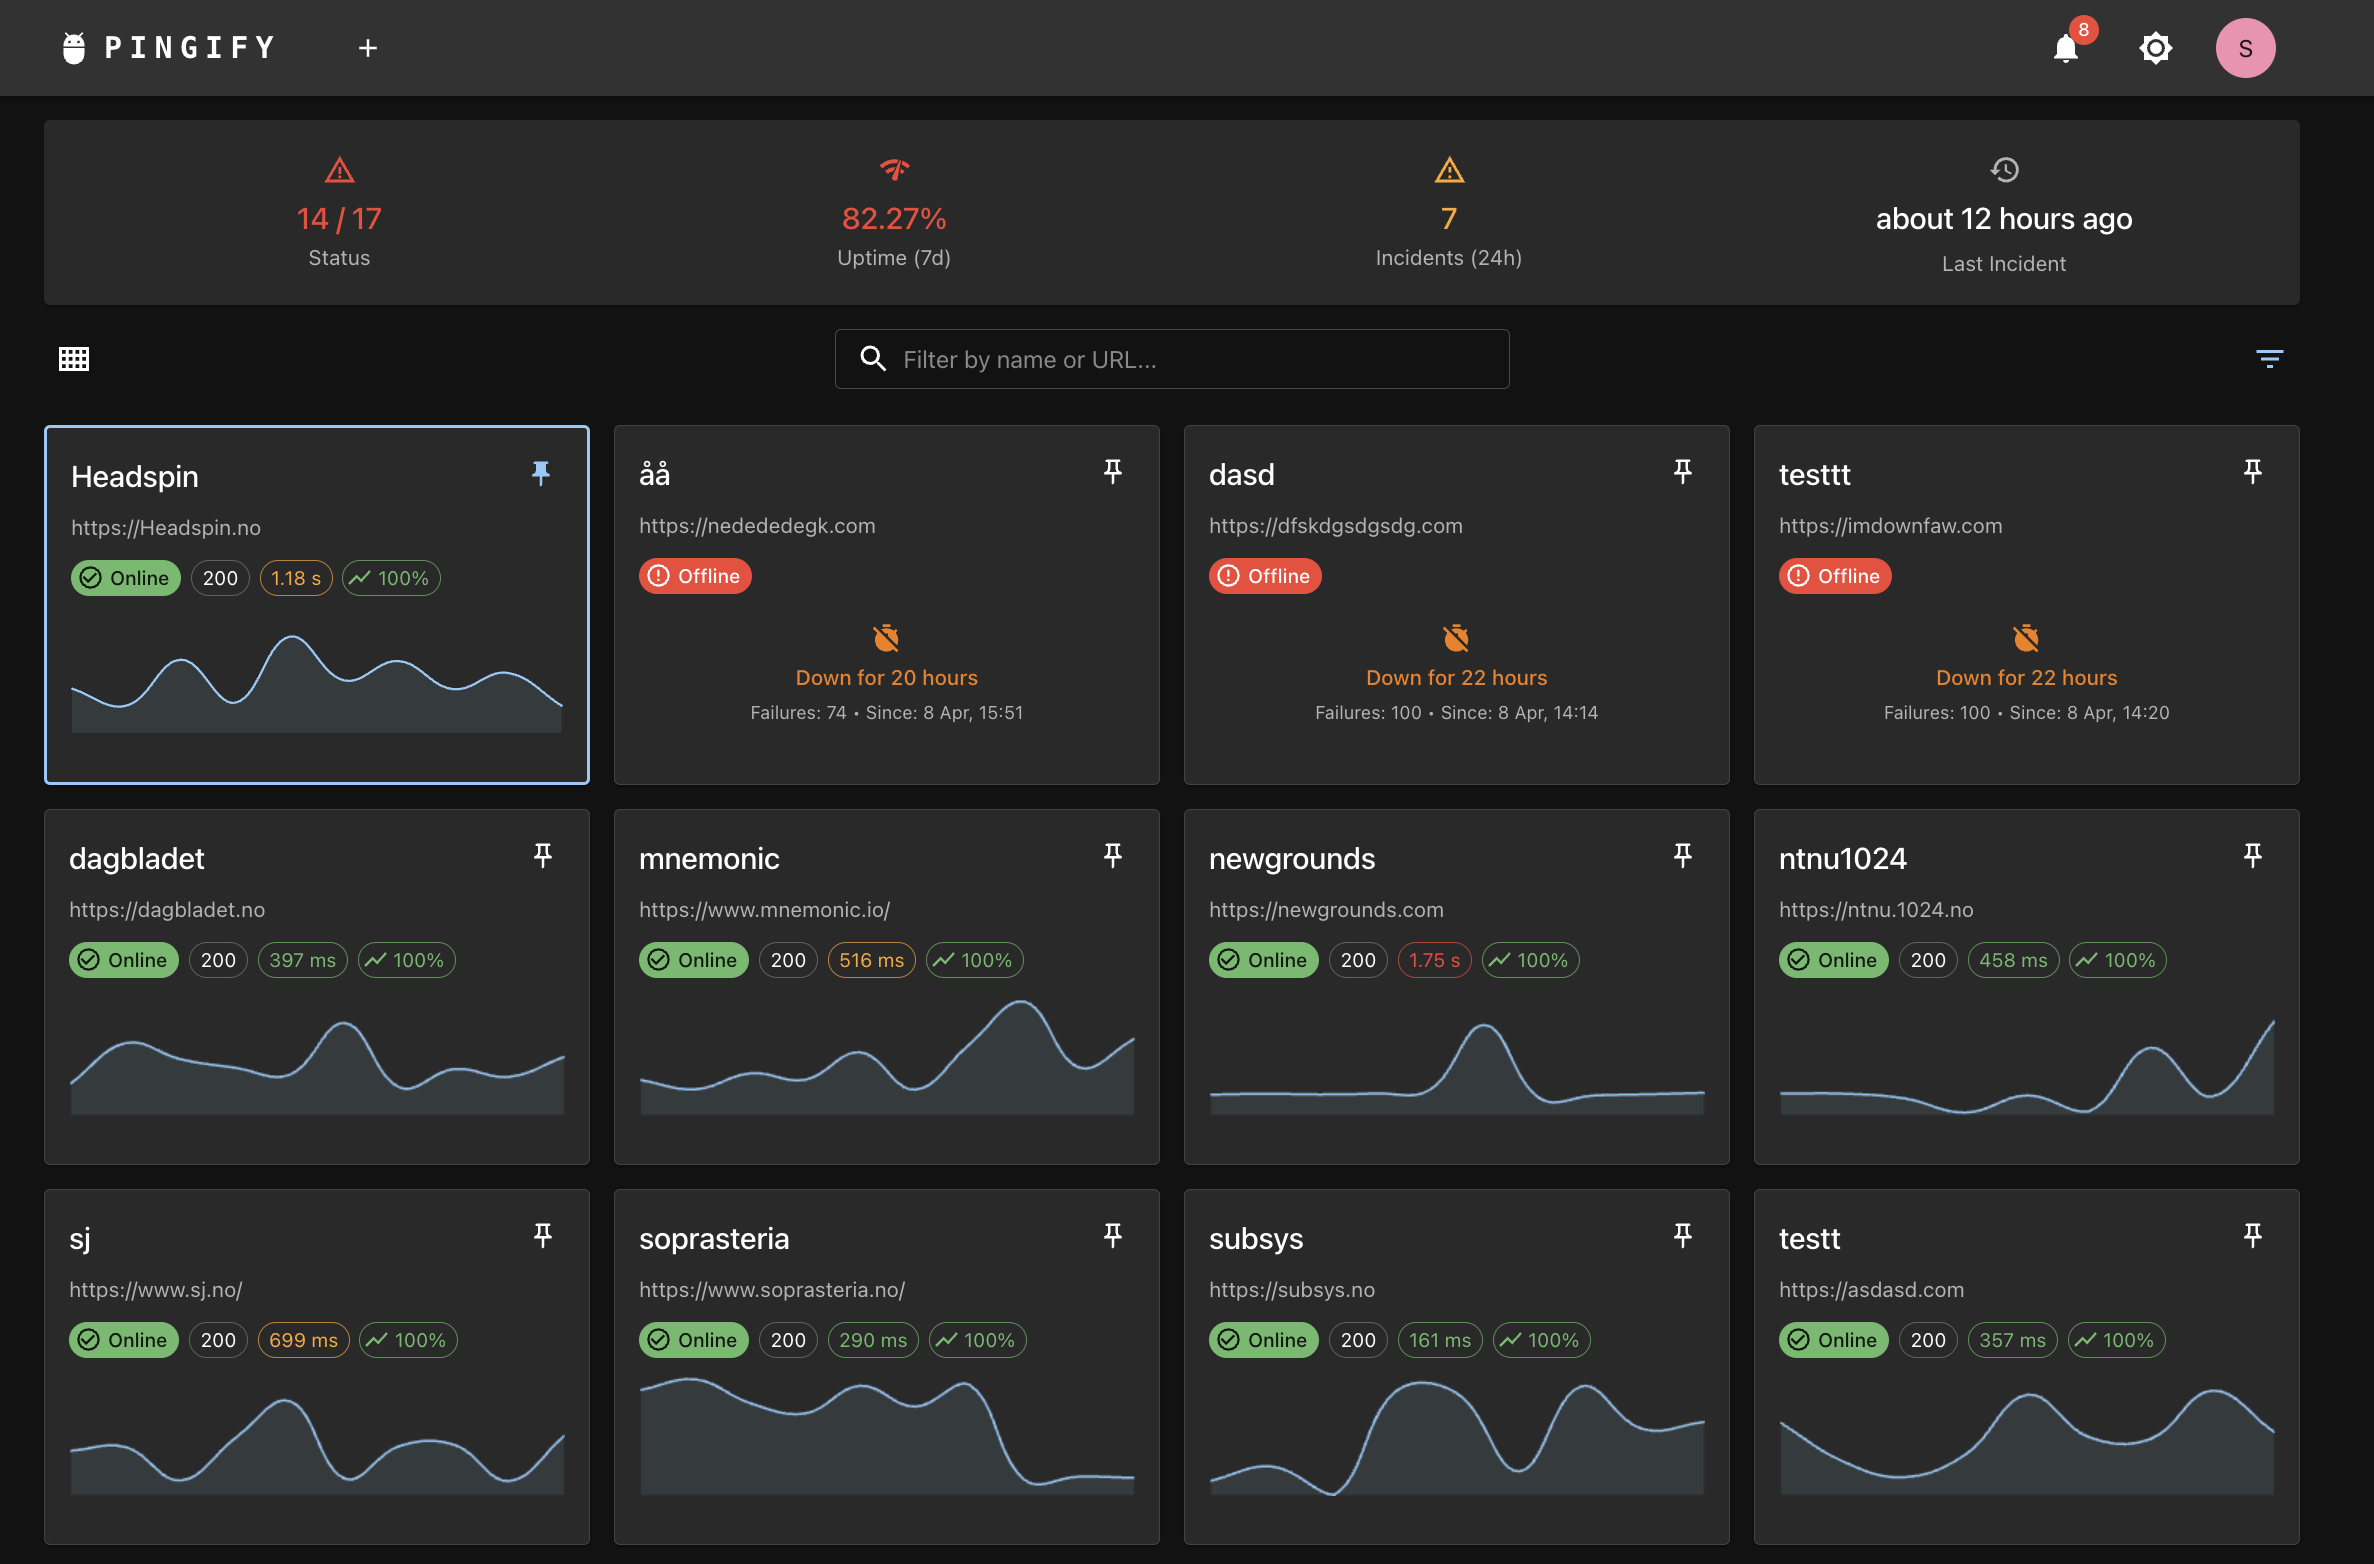 PINGIFY +
8
S
14 / 17
Status
82.27%
Uptime (7d)
7
Incidents (24h)
about 12 hours ago
Last Incident
Filter by name or URL...
Headspin
https://Headspin.no
Online 200 1.18 s 100%
åå
https://nedededegk.com
Offline
Down for 20 hours
Failures: 74 • Since: 8 Apr, 15:51
dasd
https://dfskdgsdgsdg.com
Offline
Down for 22 hours
Failures: 100 • Since: 8 Apr, 14:14
testtt
https://imdownfaw.com
Offline
Down for 22 hours
Failures: 100 • Since: 8 Apr, 14:20
dagbladet
https://dagbladet.no
Online 200 397 ms 100%
mnemonic
https://www.mnemonic.io/
Online 200 516 ms 100%
newgrounds
https://newgrounds.com
Online 200 1.75 s 100%
ntnu1024
https://ntnu.1024.no
Online 200 458 ms 100%
sj
https://www.sj.no/
Online 200 699 ms 100%
soprasteria
https://www.soprasteria.no/
Online 200 290 ms 100%
subsys
https://subsys.no
Online 200 161 ms 100%
testt
https://asdasd.com
Online 200 357 ms 100%